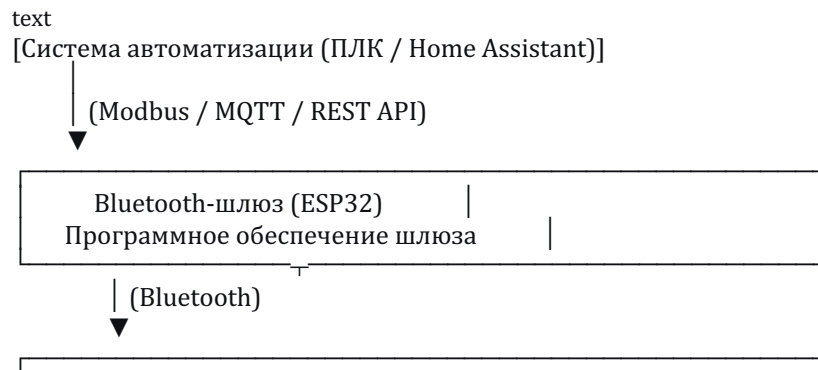 text
[Система автоматизации (ПЛК / Home Assistant)]
(Modbus / MQTT / REST API)
Bluetooth-шлюз (ESP32)
Программное обеспечение шлюза
(Bluetooth)